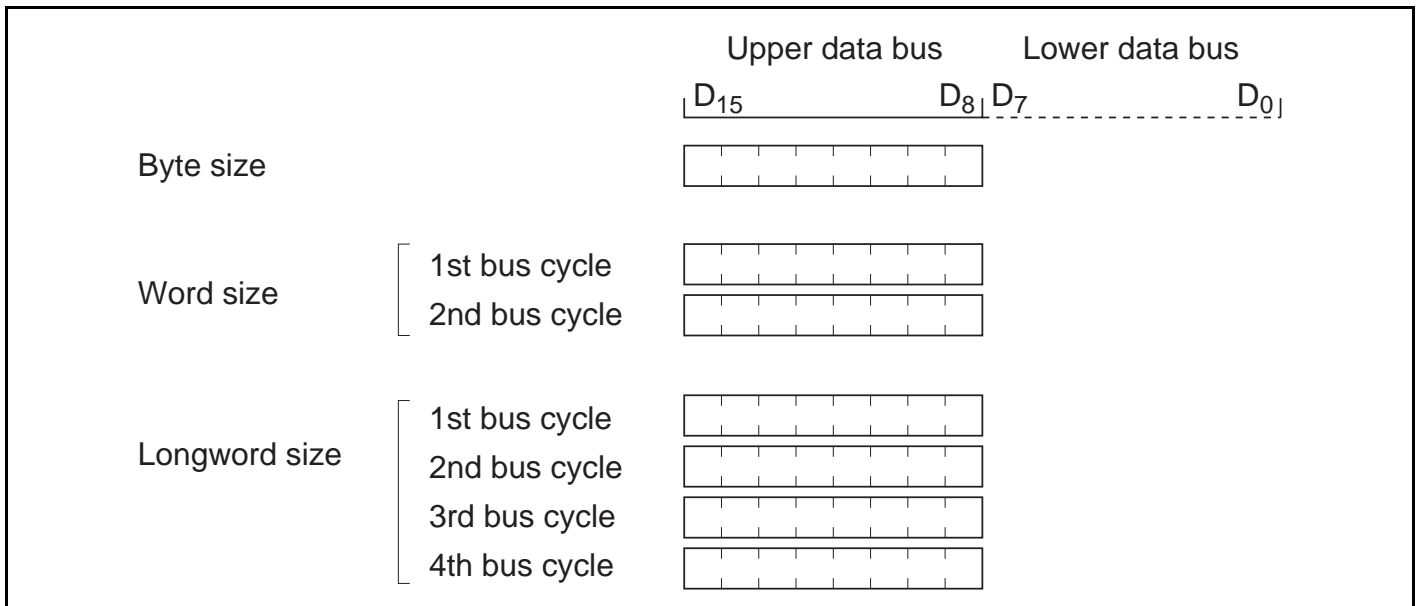 Upper data bus Lower data bus
D15 D8 D7 D0
Byte size
Word size
1st bus cycle
2nd bus cycle
Longword size
1st bus cycle
2nd bus cycle
3rd bus cycle
4th bus cycle